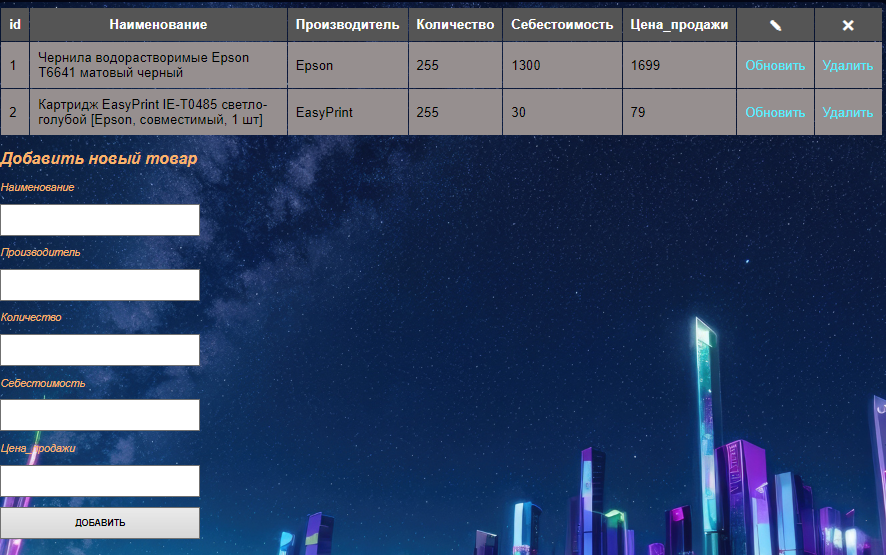 id Наименование Производитель Количество Себестоимость Цена_продажи
1 Чернила водорастворимые Epson T6641 матовый черный Epson 255 1300 1699 Обновить Удалить
2 Картридж EasyPrint IE-T0485 светло-голубой [Epson, совместимый, 1 шт] EasyPrint 255 30 79 Обновить Удалить
Добавить новый товар
Наименование
Производитель
Количество
Себестоимость
Цена_продажи
ДОБАВИТЬ